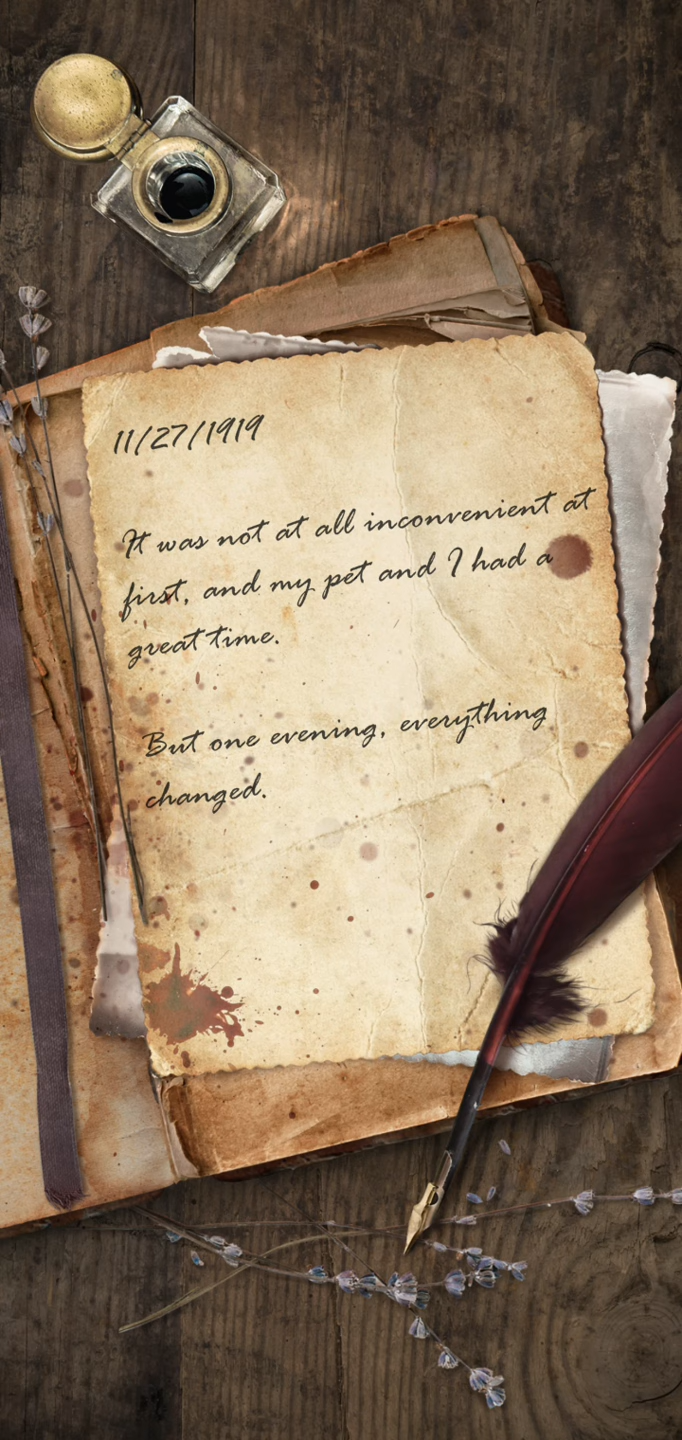 11/27/1919
It was not at all inconvenient at
first, and my pet and I had a
great time.
But one evening, everything
changed.